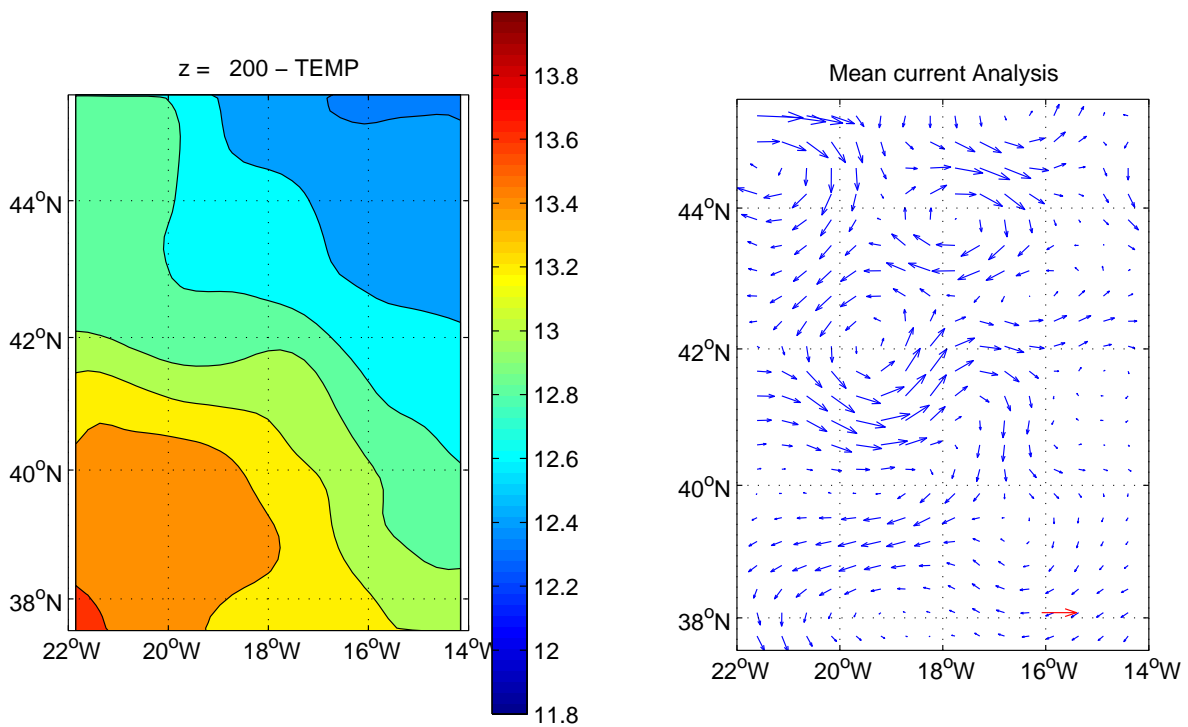 z = 200 − TEMP
44°N
42°N
40°N
38°N
22°W
20°W
18°W
16°W
14°W
13.8
13.6
13.4
13.2
13
12.8
12.6
12.4
12.2
12
11.8
Mean current Analysis
44°N
42°N
40°N
38°N
22°W
20°W
18°W
16°W
14°W